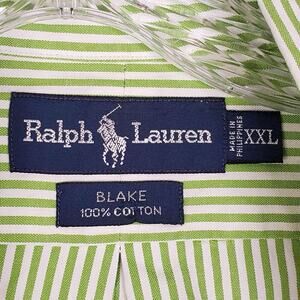 Ralph Lauren
MADE IN
PHILIPPINES
XXL
BLAKE
100% COTTON